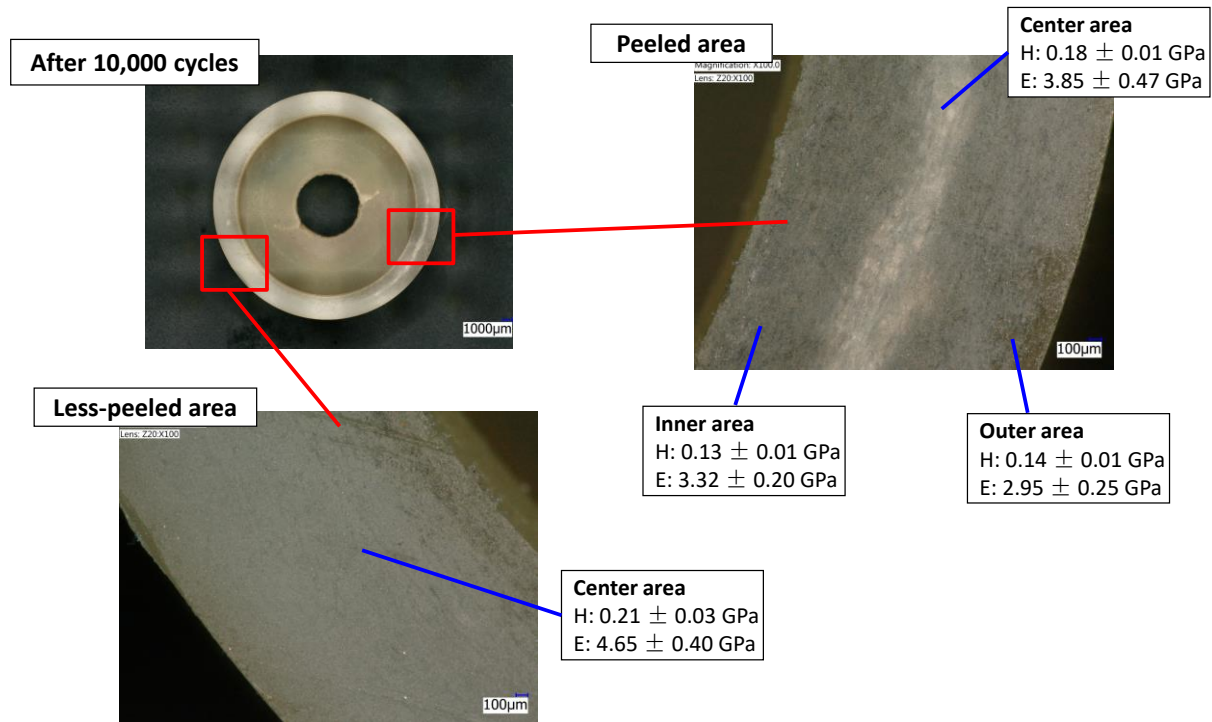 After 10,000 cycles
1000μm
Peeled area
Magnification: X100.0
Lens: Z20:X100
100μm
Center area
H: 0.18 ± 0.01 GPa
E: 3.85 ± 0.47 GPa
Inner area
H: 0.13 ± 0.01 GPa
E: 3.32 ± 0.20 GPa
Outer area
H: 0.14 ± 0.01 GPa
E: 2.95 ± 0.25 GPa
Less-peeled area
Lens: Z20:X100
100μm
Center area
H: 0.21 ± 0.03 GPa
E: 4.65 ± 0.40 GPa